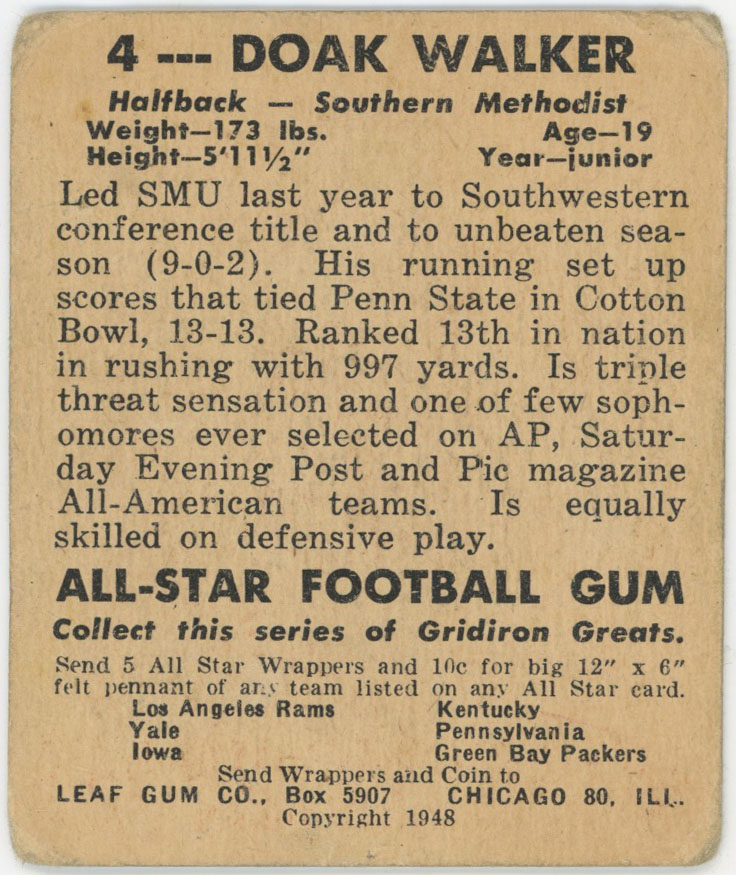 4 --- DOAK WALKER
Halfback — Southern Methodist
Weight—173 lbs. Age—19
Height—5'11½" Year—junior
Led SMU last year to Southwestern
conference title and to unbeaten sea-
son (9-0-2). His running set up
scores that tied Penn State in Cotton
Bowl, 13-13. Ranked 13th in nation
in rushing with 997 yards. Is triple
threat sensation and one of few soph-
omores ever selected on AP, Satur-
day Evening Post and Pic magazine
All-American teams. Is equally
skilled on defensive play.
ALL-STAR FOOTBALL GUM
Collect this series of Gridiron Greats.
Send 5 All Star Wrappers and 10c for big 12" x 6"
felt pennant of any team listed on any All Star card.
Los Angeles Rams Kentucky
Yale Pennsylvania
Iowa Green Bay Packers
Send Wrappers and Coin to
LEAF GUM CO., Box 5907 CHICAGO 80, ILL.
Copyright 1948